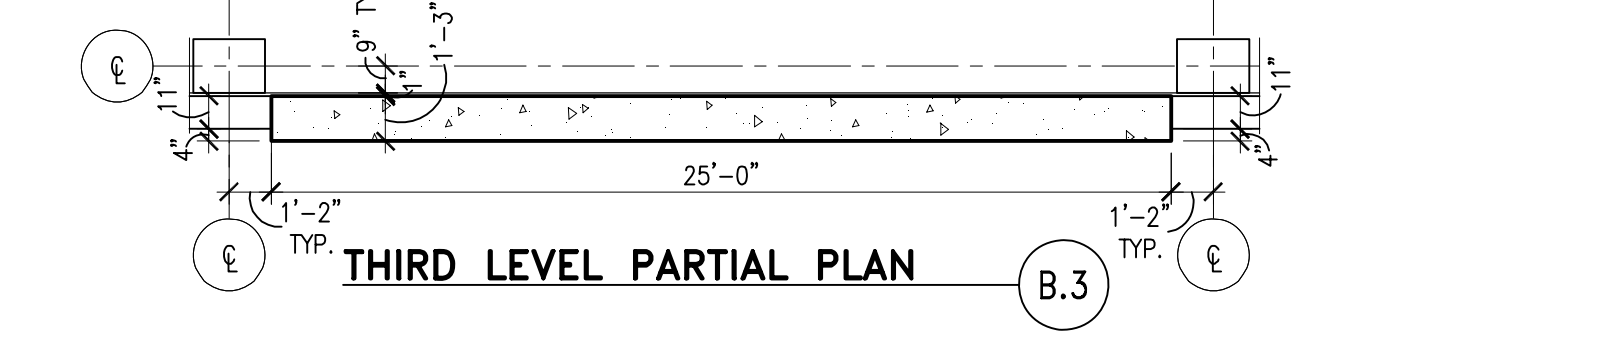 9" TY
1'-3"
℄
11"
1"
11"
4"
4"
25'-0"
1'-2"
TYP.
1'-2"
TYP.
℄
℄
THIRD LEVEL PARTIAL PLAN
B.3